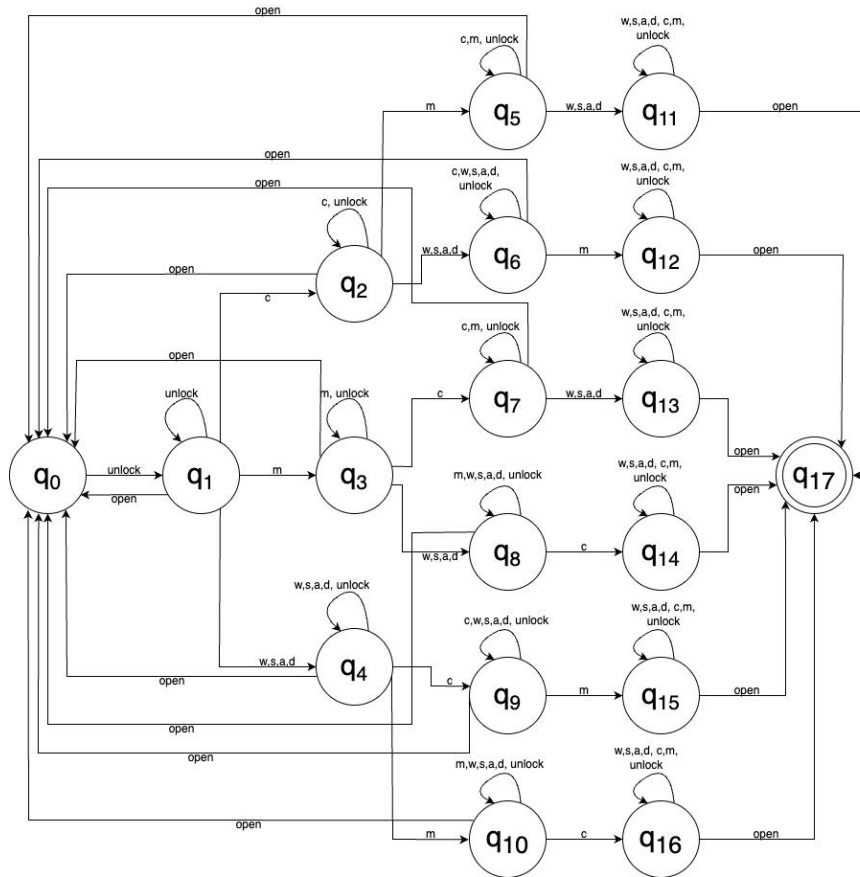 open
c,m, unlock
w,s,a,d, c,m,
unlock
m
q5
w,s,a,d
q11
open
open
c,w,s,a,d,
unlock
w,s,a,d, c,m,
unlock
open
c, unlock
w,s,a,d
q6
m
q12
open
open
q2
c
c,m, unlock
w,s,a,d, c,m,
unlock
open
unlock
m, unlock
c
q7
w,s,a,d
q13
open
q0
unlock
q1
m
q3
q17
open
m,w,s,a,d, unlock
w,s,a,d, c,m,
unlock
open
w,s,a,d
q8
c
q14
w,s,a,d, unlock
c,w,s,a,d, unlock
w,s,a,d, c,m,
unlock
w,s,a,d
q4
open
c
q9
m
q15
open
open
open
m,w,s,a,d, unlock
w,s,a,d, c,m,
unlock
open
m
q10
c
q16
open